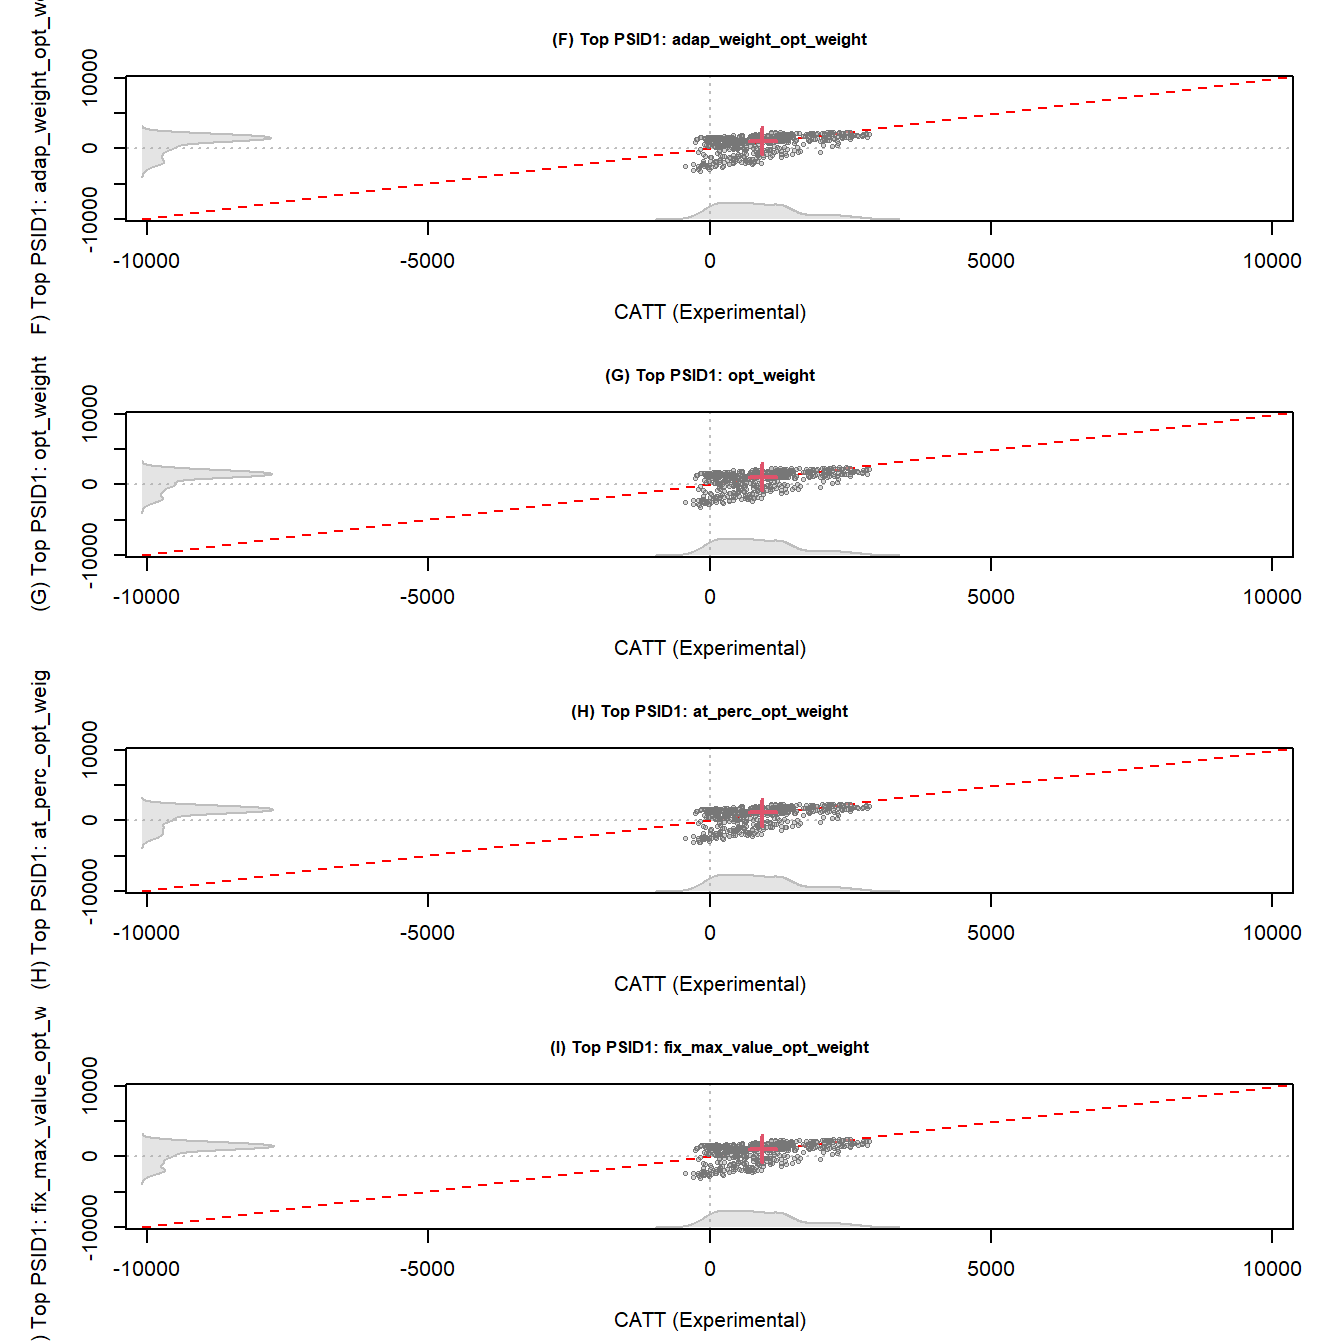 (F) Top PSID1: adap_weight_opt_weight
F) Top PSID1: adap_weight_opt_we
10000
0
-10000
-10000
-5000
0
5000
10000
CATT (Experimental)
(G) Top PSID1: opt_weight
(G) Top PSID1: opt_weight
10000
0
-10000
-10000
-5000
0
5000
10000
CATT (Experimental)
(H) Top PSID1: at_perc_opt_weight
(H) Top PSID1: at_perc_opt_weig
10000
0
-10000
-10000
-5000
0
5000
10000
CATT (Experimental)
(I) Top PSID1: fix_max_value_opt_weight
) Top PSID1: fix_max_value_opt_w
10000
0
-10000
-10000
-5000
0
5000
10000
CATT (Experimental)